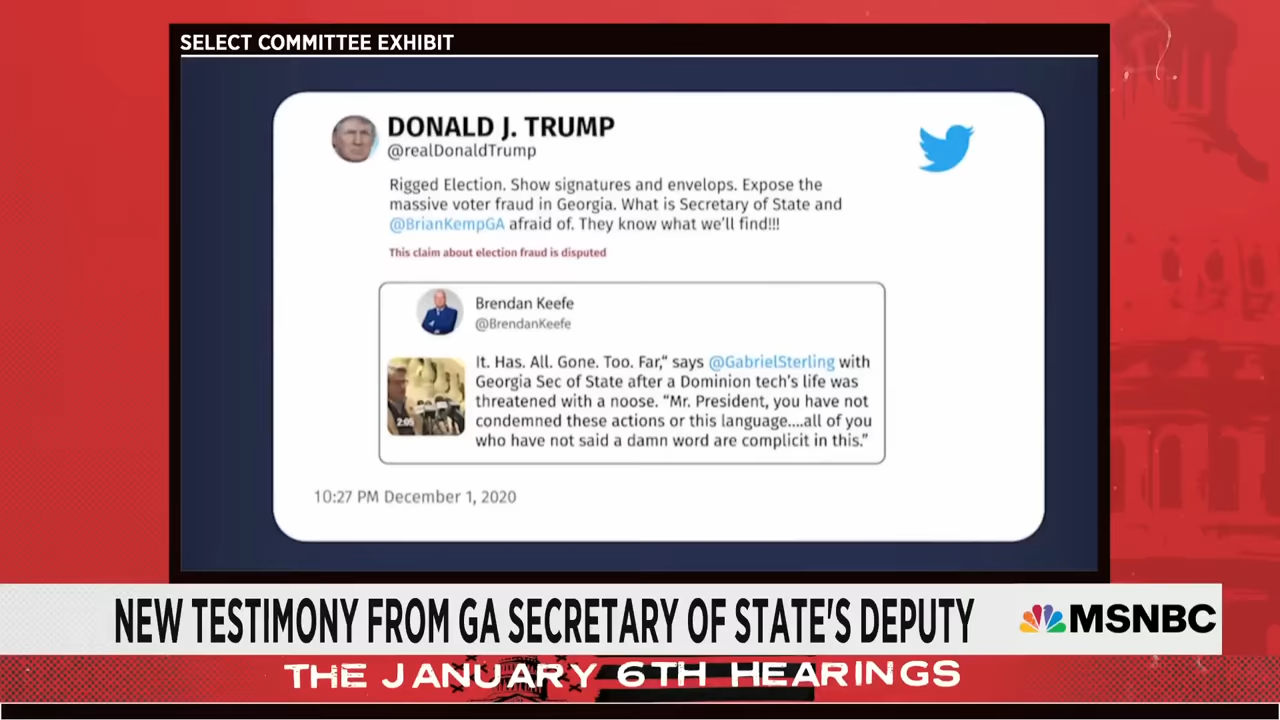 SELECT COMMITTEE EXHIBIT
DONALD J. TRUMP
@realDonaldTrump
Rigged Election. Show signatures and envelops. Expose the
massive voter fraud in Georgia. What is Secretary of State and
@BrianKempGA afraid of. They know what we'll find!!!
This claim about election fraud is disputed
Brendan Keefe
@BrendanKeefe
It. Has. All. Gone. Too. Far,“ says @GabrielSterling with
Georgia Sec of State after a Dominion tech's life was
threatened with a noose. “Mr. President, you have not
condemned these actions or this language....all of you
who have not said a damn word are complicit in this.”
2:05
10:27 PM December 1, 2020
NEW TESTIMONY FROM GA SECRETARY OF STATE'S DEPUTY
MSNBC
THE JANUARY 6TH HEARINGS